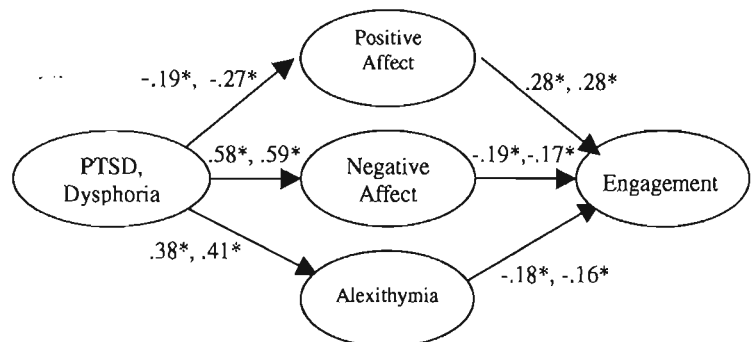 Positive
Affect
-.19*, -.27*
.28*, .28*
PTSD,
Dysphoria
.58*, .59*
Negative
Affect
-.19*,-.17*
Engagement
.38*, .41*
Alexithymia
-.18*, -.16*